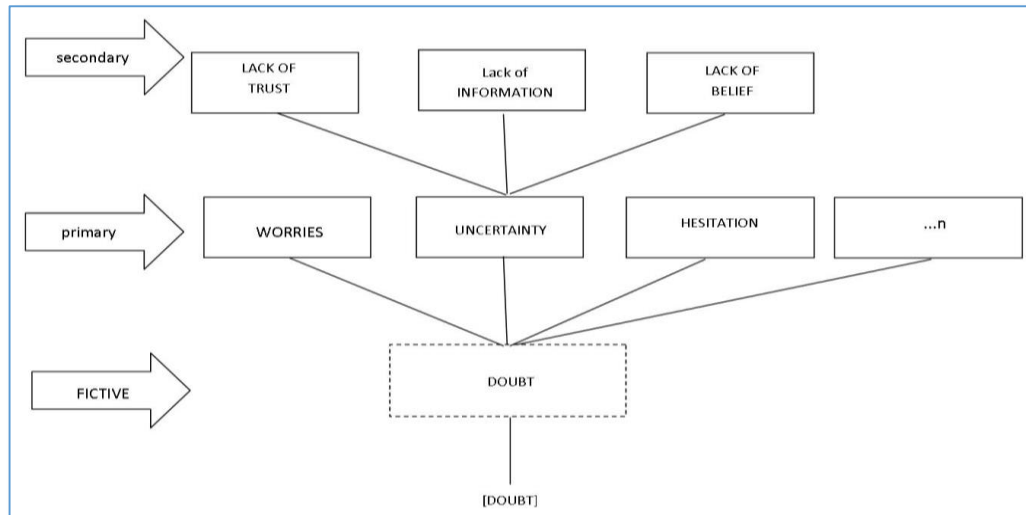 secondary
LACK OF
TRUST
Lack of
INFORMATION
LACK OF
BELIEF
primary
WORRIES
UNCERTAINTY
HESITATION
...n
FICTIVE
DOUBT
[DOUBT]